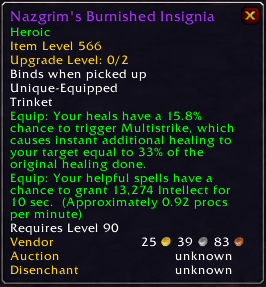 Nazgrim's Burnished Insignia
Heroic
Item Level 566
Upgrade Level: 0/2
Binds when picked up
Unique-Equipped
Trinket
Equip: Your heals have a 15.8%
chance to trigger Multistrike, which
causes instant additional healing to
your target equal to 33% of the
original healing done.
Equip: Your helpful spells have a
chance to grant 13,274 Intellect for
10 sec. (Approximately 0.92 procs
per minute)
Requires Level 90
Vendor 25 39 83
Auction unknown
Disenchant unknown